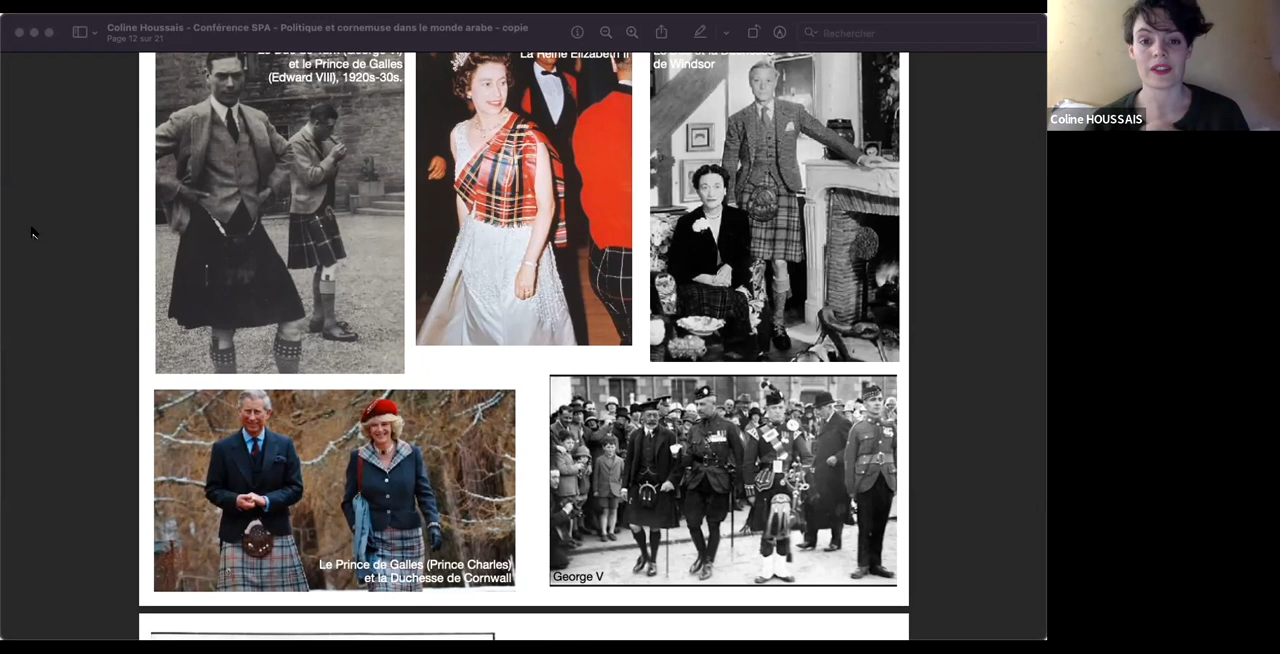 Coline Houssais - Conférence SPA - Politique et cornemuse dans le monde arabe - copie
Page 12 sur 21
Rechercher
Coline HOUSSAIS
et le Prince de Galles
(Edward VIII), 1920s-30s.
La Reine Elizabeth II
de Windsor
Le Prince de Galles (Prince Charles)
et la Duchesse de Cornwall
George V